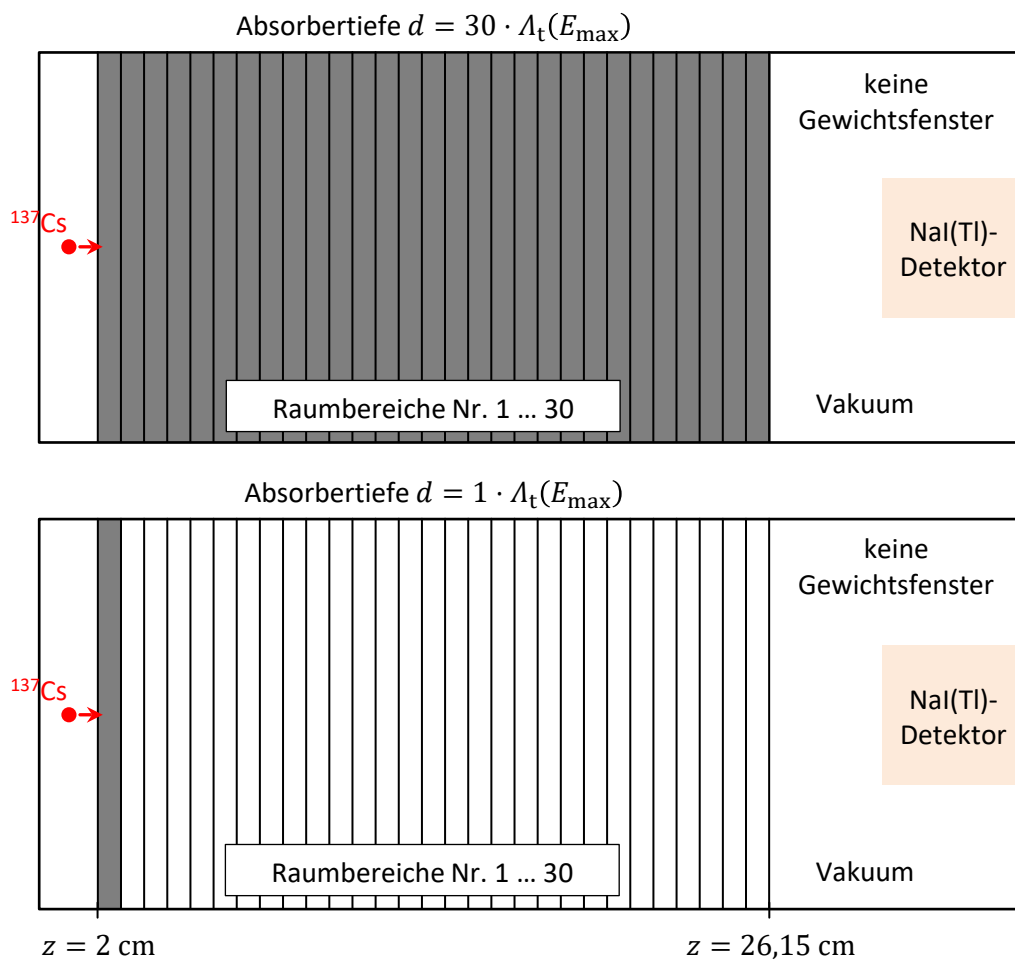 Absorbertiefe d = 30 · Λₜ(Eₘₐₓ)
keine
Gewichtsfenster
¹³⁷Cs
NaI(Tl)-
Detektor
Raumbereiche Nr. 1 ... 30
Vakuum
Absorbertiefe d = 1 · Λₜ(Eₘₐₓ)
keine
Gewichtsfenster
¹³⁷Cs
NaI(Tl)-
Detektor
Raumbereiche Nr. 1 ... 30
Vakuum
z = 2 cm
z = 26,15 cm